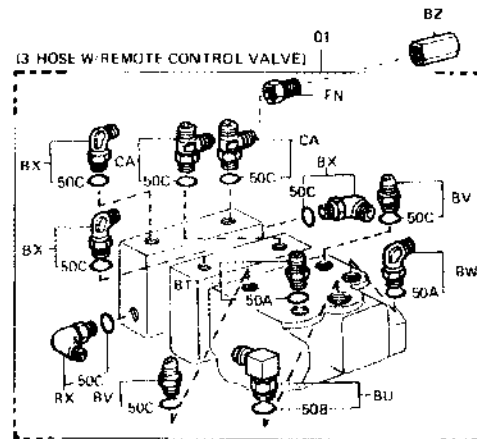 BZ
01
(3 HOSE W/REMOTE CONTROL VALVE)
FN
CA
BX
CA
BX
50C
50C
50C
50C
BV
50C
BX
50C
BT
BW
50A
50A
50C
BX
BV
50C
BU
50B